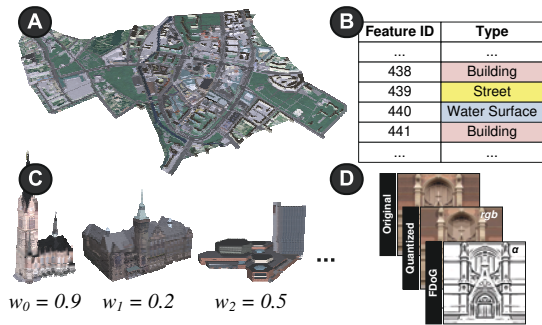 A
B
Feature ID Type
... ...
438 Building
439 Street
440 Water Surface
441 Building
... ...
C
...
w0 = 0.9 w1 = 0.2 w2 = 0.5
D
Original
Quantized
rgb
FDoG
α